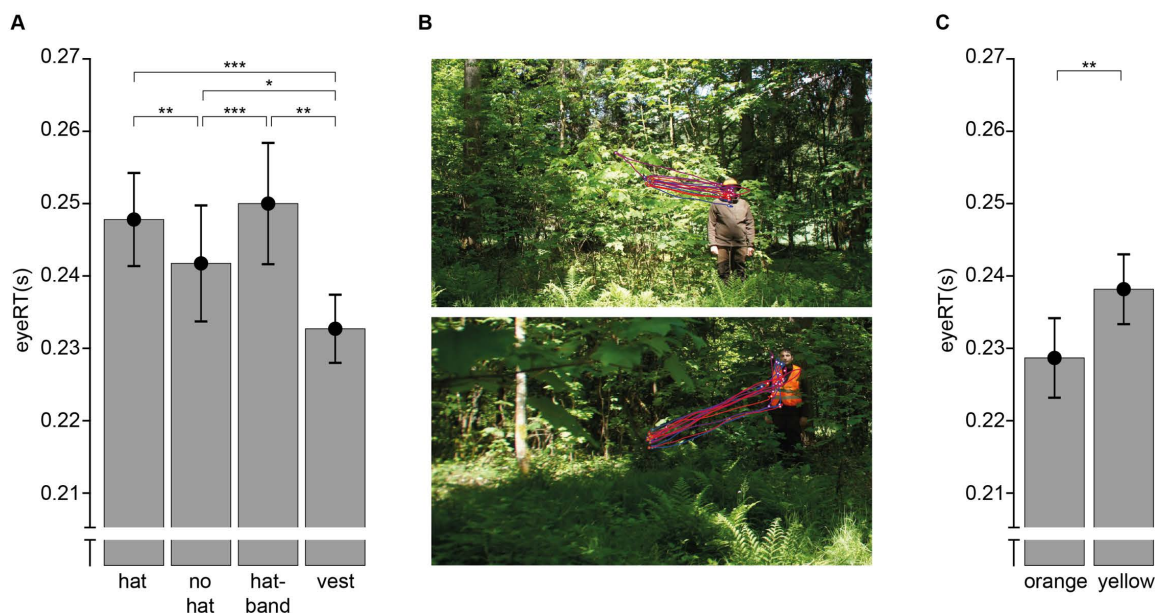 A
B
C
0.27
0.26
0.25
0.24
0.23
0.22
0.21
eyeRT(s)
***
*
** *** **
hat
no
hat
hat-
band
vest
0.27
0.26
0.25
0.24
0.23
0.22
0.21
eyeRT(s)
**
orange yellow